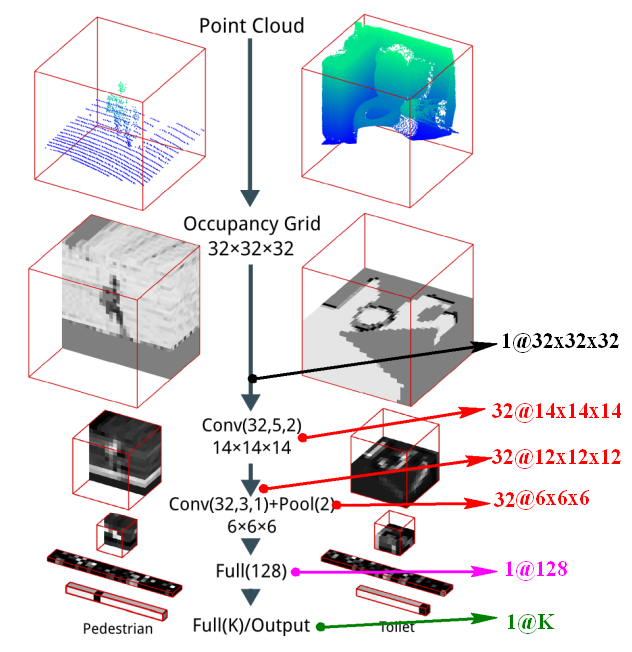 Point Cloud
Occupancy Grid
32×32×32
1@32x32x32
Conv(32,5,2)
14×14×14
32@14x14x14
32@12x12x12
Conv(32,3,1)+Pool(2)
6×6×6
32@6x6x6
Full(128)
1@128
Pedestrian
Full(K)/Output
Toilet
1@K